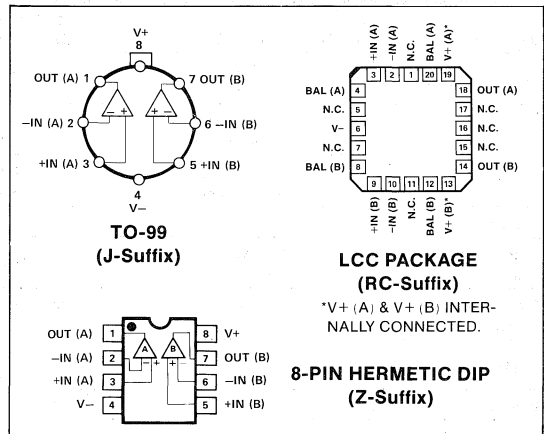 V+
8
OUT (A) 1
7 OUT (B)
− +
+ −
−IN (A) 2
6 −IN (B)
+IN (A) 3
5 +IN (B)
4
V−
TO-99
(J-Suffix)
+IN (A)
−IN (A)
N.C.
BAL (A)
V+ (A)*
3 2 1 20 19
BAL (A) 4
18 OUT (A)
N.C. 5
17 N.C.
V− 6
16 N.C.
N.C. 7
15 N.C.
BAL (B) 8
14 OUT (B)
9 10 11 12 13
+IN (B)
−IN (B)
N.C.
BAL (B)
V+ (B)*
LCC PACKAGE
(RC-Suffix)
*V+ (A) & V+ (B) INTER-
NALLY CONNECTED.
OUT (A) 1
8 V+
A
B
−IN (A) 2
7 OUT (B)
− +
+ −
+IN (A) 3
6 −IN (B)
V− 4
5 +IN (B)
8-PIN HERMETIC DIP
(Z-Suffix)